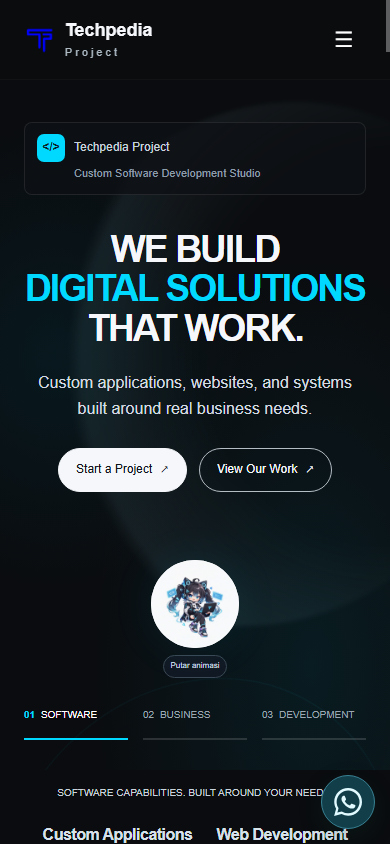 Techpedia
Project
</>
Techpedia Project
Custom Software Development Studio
WE BUILD
DIGITAL SOLUTIONS
THAT WORK.
Custom applications, websites, and systems
built around real business needs.
Start a Project ↗
View Our Work ↗
Putar animasi
01 SOFTWARE
02 BUSINESS
03 DEVELOPMENT
SOFTWARE CAPABILITIES. BUILT AROUND YOUR NEED
Custom Applications
Web Development